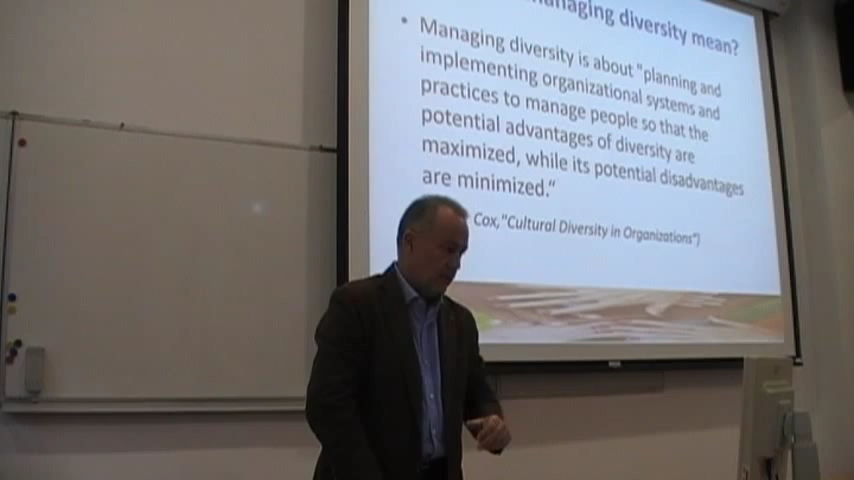 managing diversity mean?
• Managing diversity is about "planning and
implementing organizational systems and
practices to manage people so that the
potential advantages of diversity are
maximized, while its potential disadvantages
are minimized.“
Cox,"Cultural Diversity in Organizations")